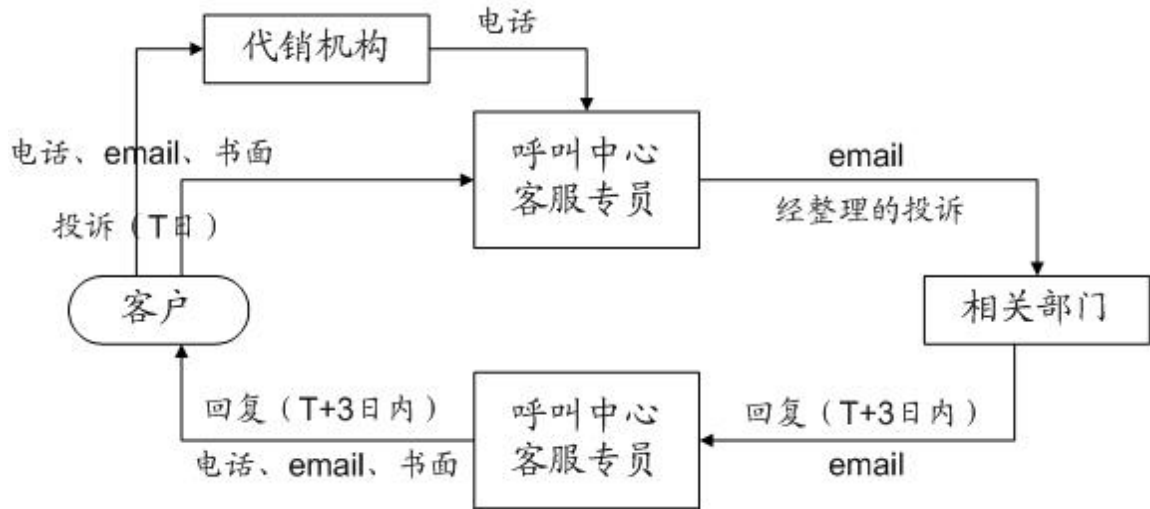 代销机构
电话
电话、email、书面
呼叫中心
客服专员
email
经整理的投诉
投诉（T日）
客户
相关部门
回复（T+3日内）
电话、email、书面
呼叫中心
客服专员
回复（T+3日内）
email